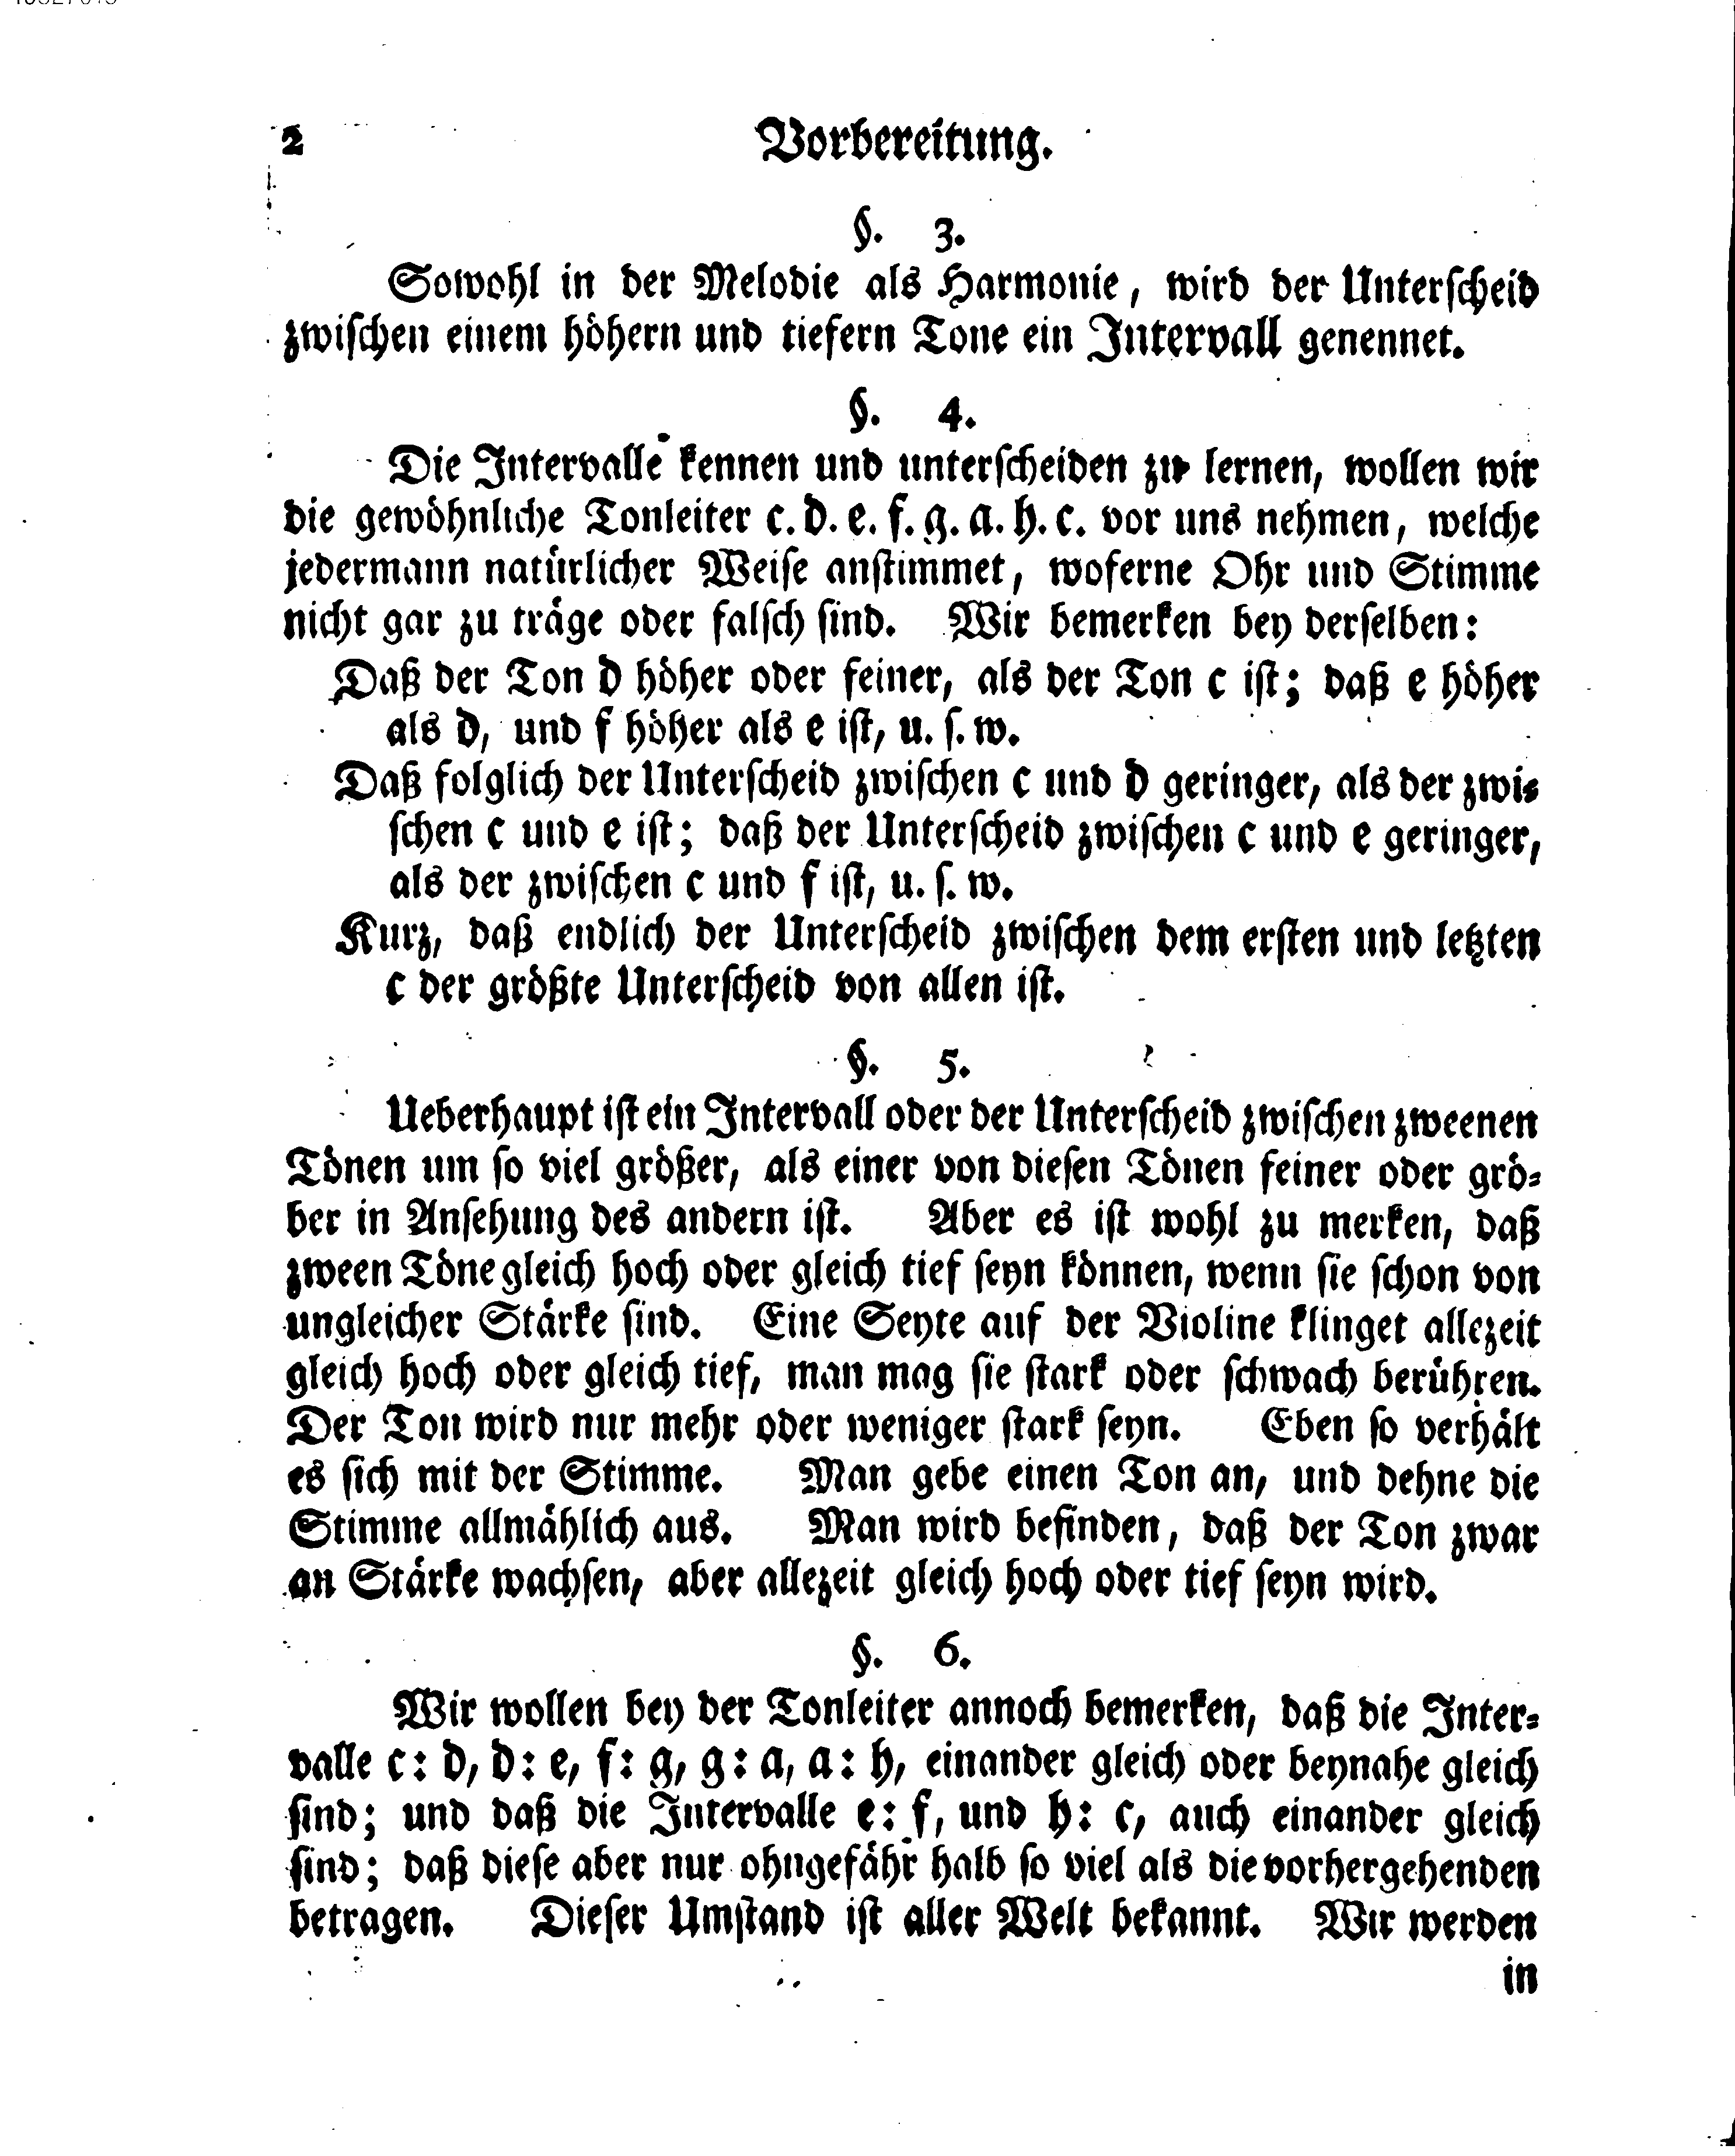 2 Vorbereitung.
§. 3.
Sowohl in der Melodie als Harmonie, wird der Unterscheid
zwischen einem höhern und tiefern Tone ein Intervall genennet.
§. 4.
Die Intervalle kennen und unterscheiden zu lernen, wollen wir
die gewöhnliche Tonleiter c. d. e. f. g. a. h. c. vor uns nehmen, welche
jedermann natürlicher Weise anstimmet, woferne Ohr und Stimme
nicht gar zu träge oder falsch sind. Wir bemerken bey derselben:
Daß der Ton d höher oder feiner, als der Ton c ist; daß e höher
als d, und f höher als e ist, u. s. w.
Daß folglich der Unterscheid zwischen c und d geringer, als der zwi-
schen c und e ist; daß der Unterscheid zwischen c und e geringer,
als der zwischen c und f ist, u. s. w.
Kurz, daß endlich der Unterscheid zwischen dem ersten und letzten
c der größte Unterscheid von allen ist.
§. 5.
Ueberhaupt ist ein Intervall oder der Unterscheid zwischen zweenen
Tönen um so viel größer, als einer von diesen Tönen feiner oder grö-
ber in Ansehung des andern ist. Aber es ist wohl zu merken, daß
zween Töne gleich hoch oder gleich tief seyn können, wenn sie schon von
ungleicher Stärke sind. Eine Seyte auf der Violine klinget allezeit
gleich hoch oder gleich tief, man mag sie stark oder schwach berühren.
Der Ton wird nur mehr oder weniger stark seyn. Eben so verhält
es sich mit der Stimme. Man gebe einen Ton an, und dehne die
Stimme allmählich aus. Man wird befinden, daß der Ton zwar
an Stärke wachsen, aber allezeit gleich hoch oder tief seyn wird.
§. 6.
Wir wollen bey der Tonleiter annoch bemerken, daß die Inter-
valle c: d, d: e, f: g, g: a, a: h, einander gleich oder beynahe gleich
sind; und daß die Intervalle e: f, und h: c, auch einander gleich
sind; daß diese aber nur ohngefähr halb so viel als die vorhergehenden
betragen. Dieser Umstand ist aller Welt bekannt. Wir werden
in